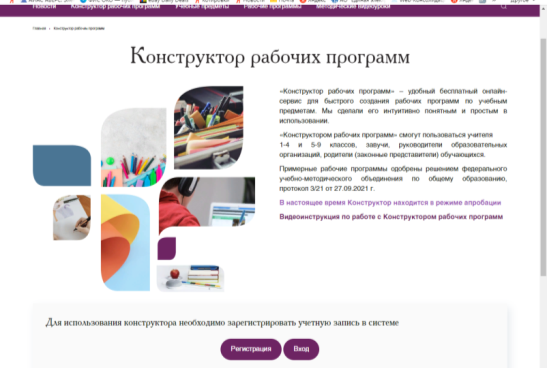 Новости Конструктор рабочих программ Учебные предметы Рабочие программы Методические видеоуроки
Главная › Конструктор рабочих программ
Конструктор рабочих программ
«Конструктор рабочих программ» – удобный бесплатный онлайн-
сервис для быстрого создания рабочих программ по учебным
предметам. Мы сделали его интуитивно понятным и простым в
использовании.
«Конструктором рабочих программ» смогут пользоваться учителя
1-4 и 5-9 классов, завучи, руководители образовательных
организаций, родители (законные представители) обучающихся.
Примерные рабочие программы одобрены решением федерального
учебно-методического объединения по общему образованию,
протокол 3/21 от 27.09.2021 г.
В настоящее время Конструктор находится в режиме апробации
Видеоинструкция по работе с Конструктором рабочих программ
Для использования конструктора необходимо зарегистрировать учетную запись в системе
Регистрация Вход